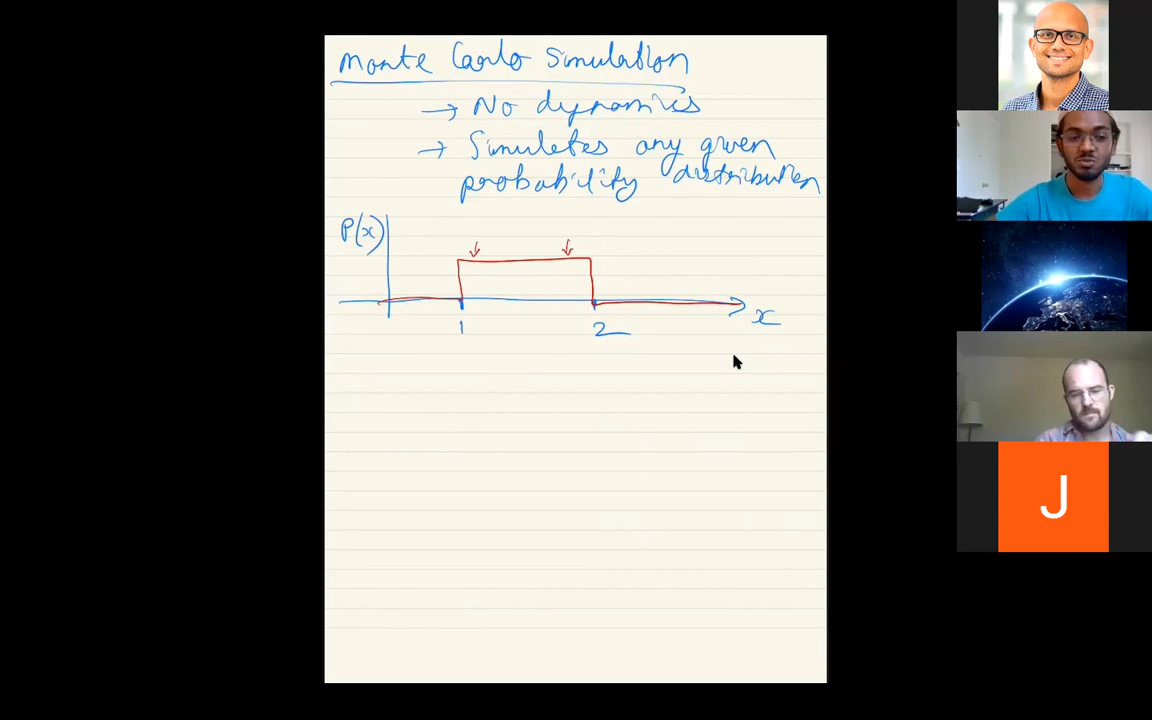 Monte Carlo Simulation
→ No dynamics
→ Simulates any given
probability distribution
P(x)
1
2
x
J